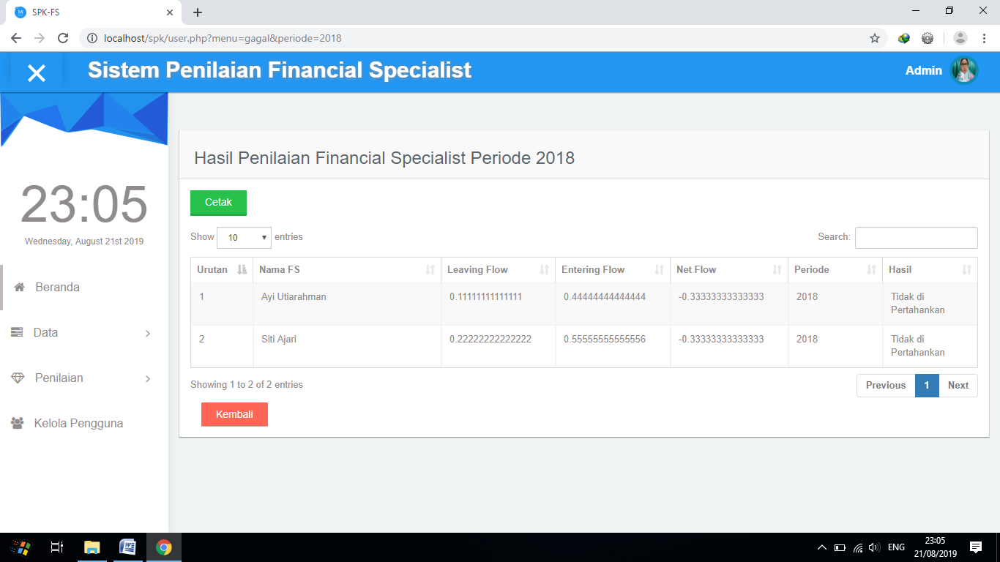 SPK-FS
localhost/spk/user.php?menu=gagal&periode=2018
Sistem Penilaian Financial Specialist
Admin
23:05
Wednesday, August 21st 2019
Beranda
Data
Penilaian
Kelola Pengguna
Hasil Penilaian Financial Specialist Periode 2018
Cetak
Show 10 entries
Search:
Urutan Nama FS Leaving Flow Entering Flow Net Flow Periode Hasil
1 Ayi Utiarahman 0.11111111111111 0.44444444444444 -0.33333333333333 2018 Tidak di
Pertahankan
2 Siti Ajari 0.22222222222222 0.55555555555556 -0.33333333333333 2018 Tidak di
Pertahankan
Showing 1 to 2 of 2 entries
Previous 1 Next
Kembali
ENG
23:05
21/08/2019